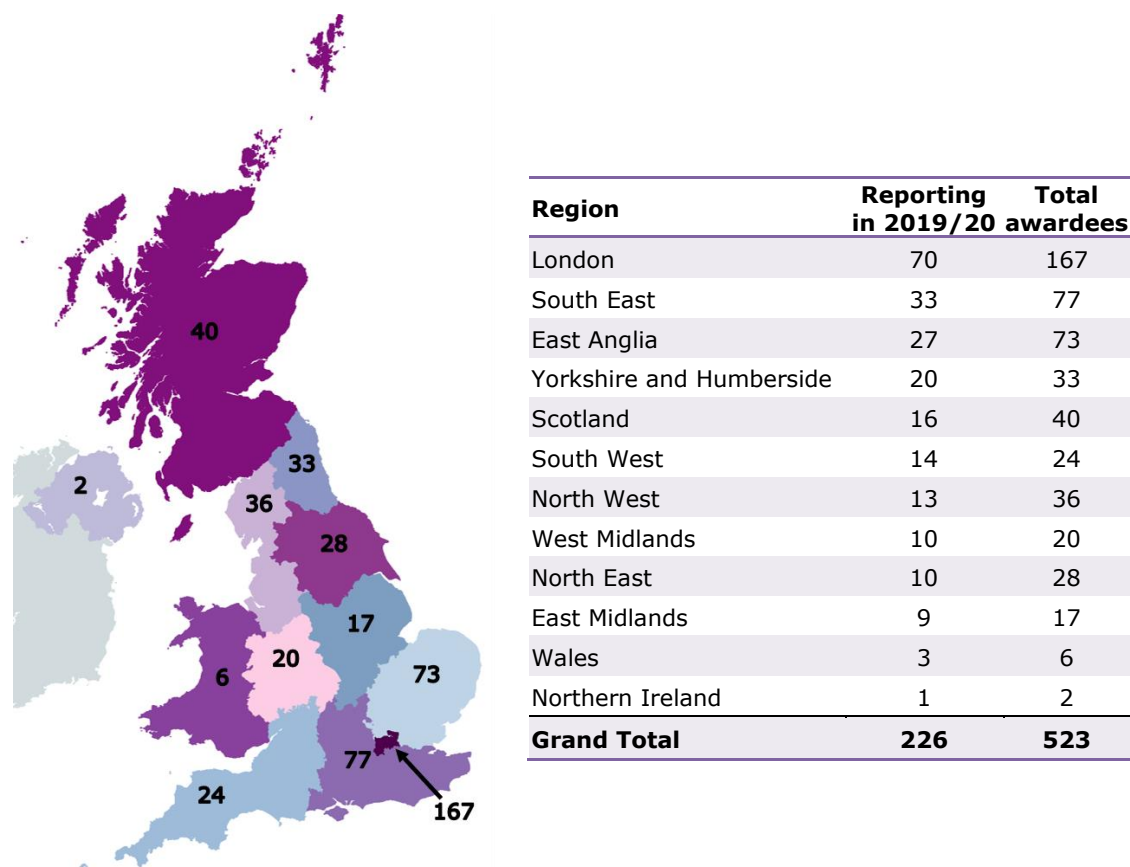 40
2
33
36
28
17
20
6
73
77
24
167
Region Reporting in 2019/20 Total awardees
London 70 167
South East 33 77
East Anglia 27 73
Yorkshire and Humberside 20 33
Scotland 16 40
South West 14 24
North West 13 36
West Midlands 10 20
North East 10 28
East Midlands 9 17
Wales 3 6
Northern Ireland 1 2
Grand Total 226 523